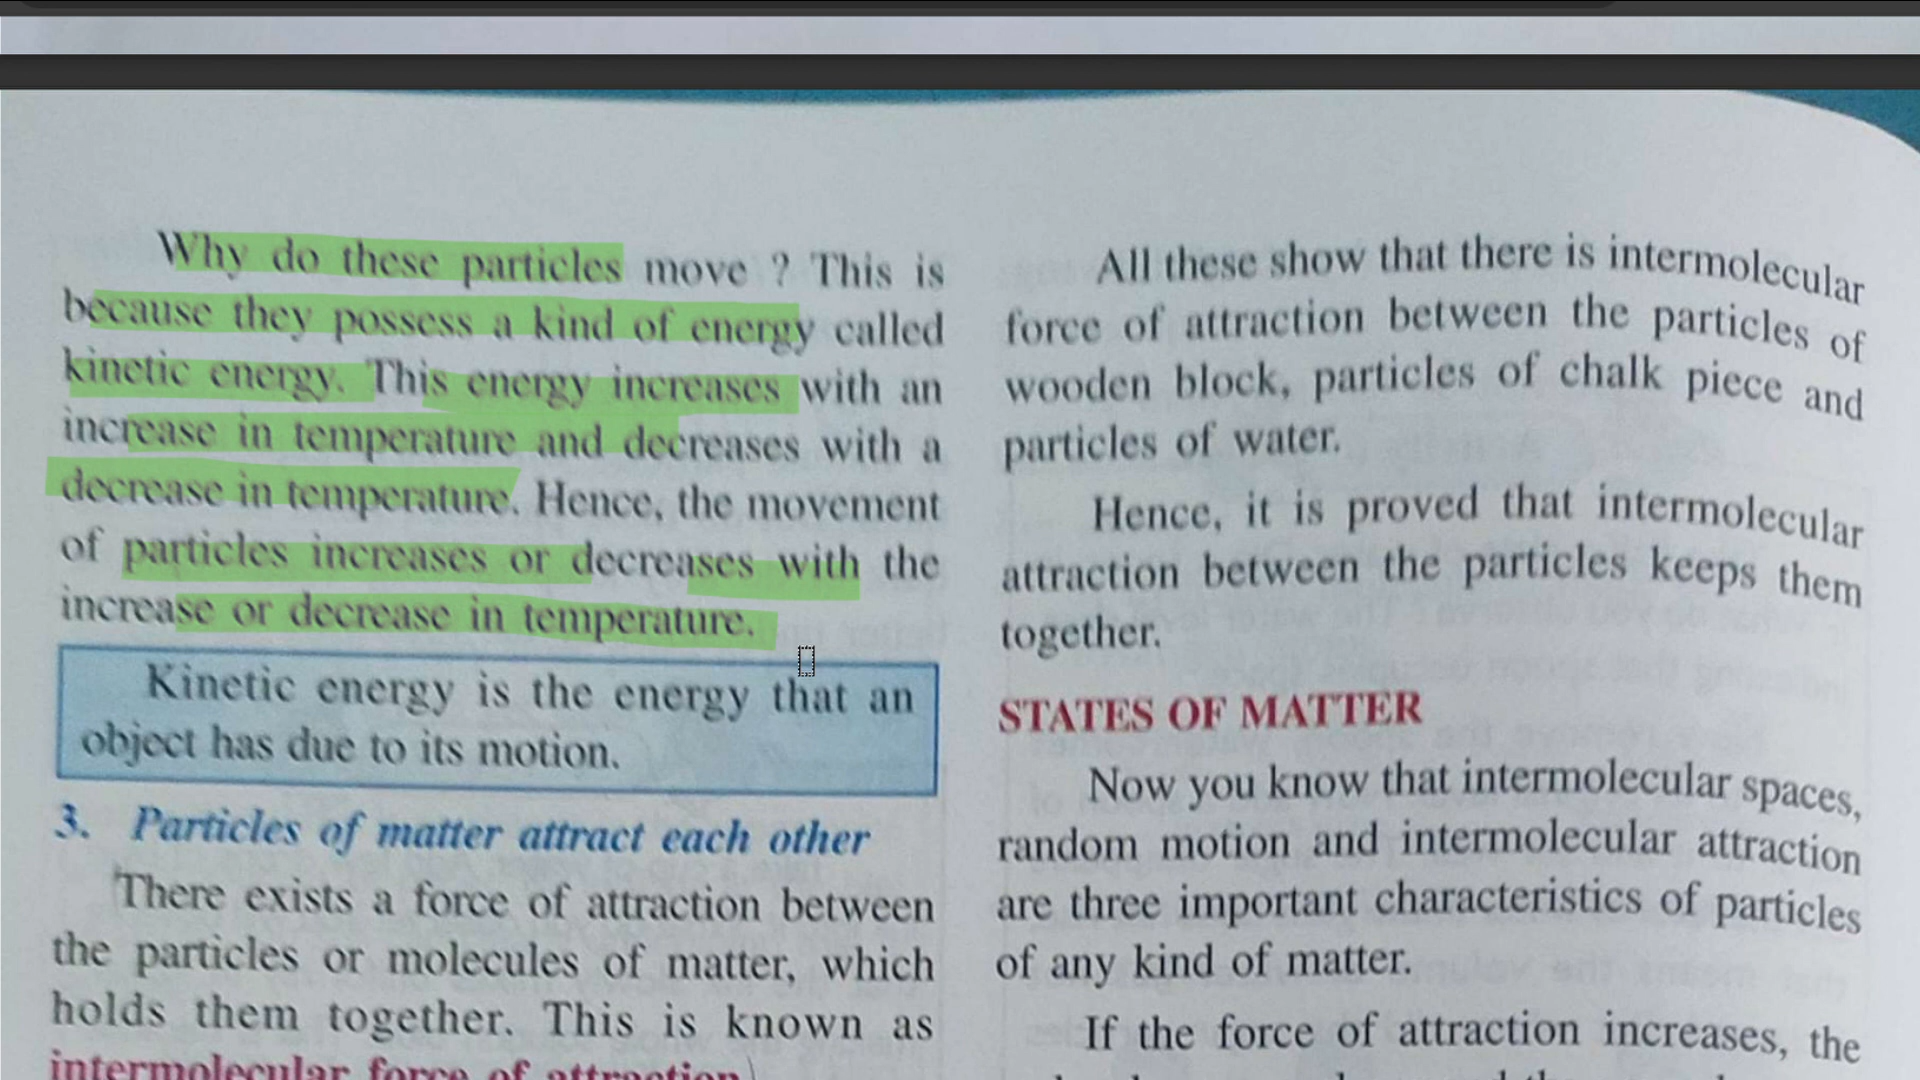 Why do these particles move ? This is
because they possess a kind of energy called
kinetic energy. This energy increases with an
increase in temperature and decreases with a
decrease in temperature. Hence, the movement
of particles increases or decreases with the
increase or decrease in temperature.
Kinetic energy is the energy that an
object has due to its motion.
3. Particles of matter attract each other
There exists a force of attraction between
the particles or molecules of matter, which
holds them together. This is known as
intermolecular force of attraction
All these show that there is intermolecular
force of attraction between the particles of
wooden block, particles of chalk piece and
particles of water.
Hence, it is proved that intermolecular
attraction between the particles keeps them
together.
STATES OF MATTER
Now you know that intermolecular spaces,
random motion and intermolecular attraction
are three important characteristics of particles
of any kind of matter.
If the force of attraction increases, the